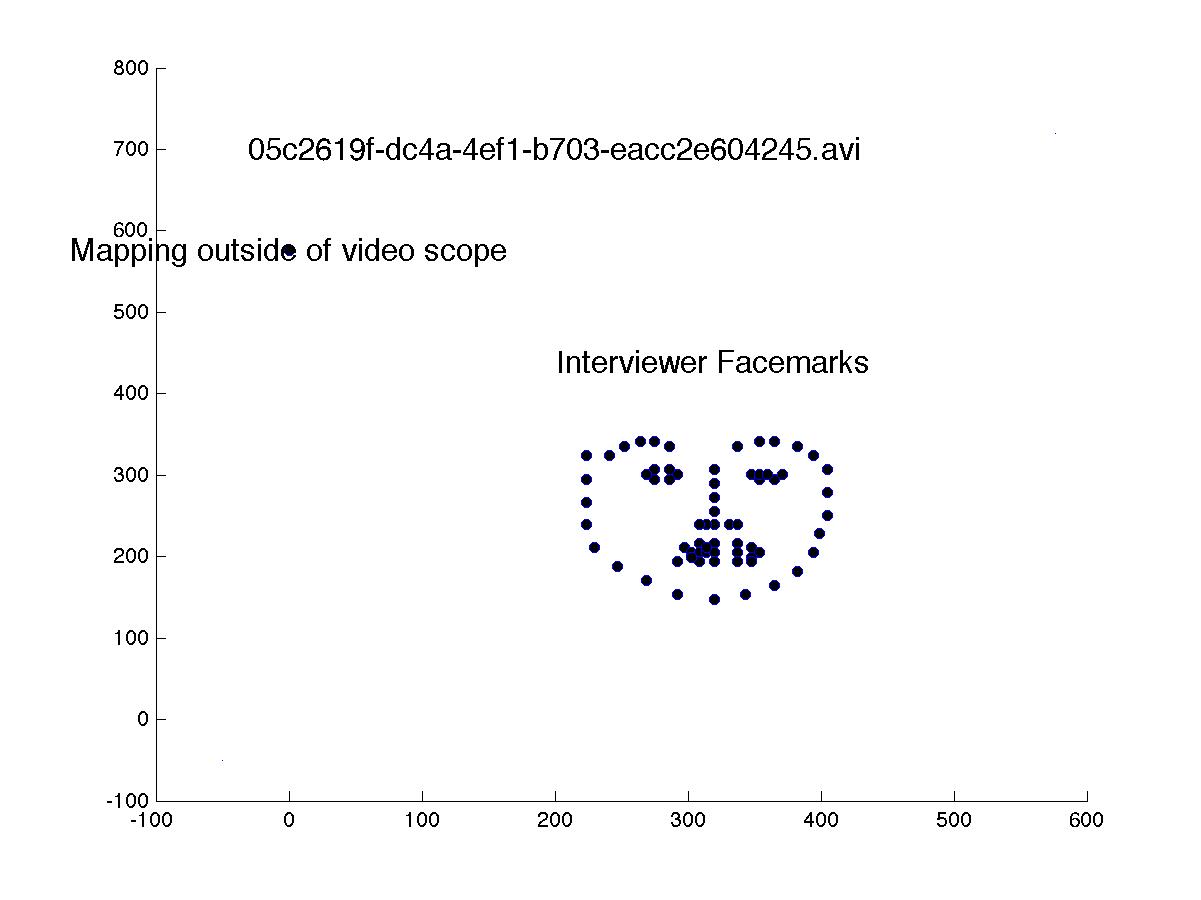 800
05c2619f-dc4a-4ef1-b703-eacc2e604245.avi
700
600
Mapping outside of video scope
500
Interviewer Facemarks
400
300
200
100
0
-100
-100 0 100 200 300 400 500 600